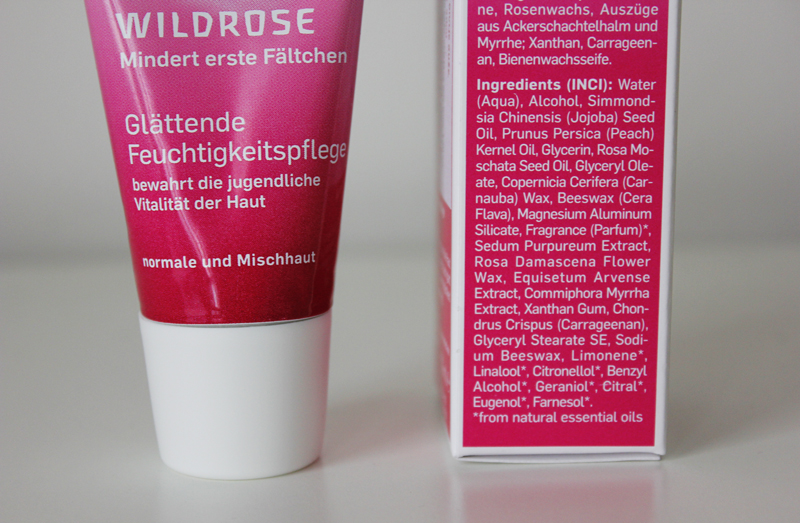 WILDROSE
Mindert erste Fältchen
Glättende
Feuchtigkeitspflege
bewahrt die jugendliche
Vitalität der Haut
normale und Mischhaut
ne, Rosenwachs, Auszüge
aus Ackerschachtelhalm und
Myrrhe; Xanthan, Carrageen-
an, Bienenwachsseife.
Ingredients (INCI): Water
(Aqua), Alcohol, Simmond-
sia Chinensis (Jojoba) Seed
Oil, Prunus Persica (Peach)
Kernel Oil, Glycerin, Rosa Mo-
schata Seed Oil, Glyceryl Ole-
ate, Copernicia Cerifera (Car-
nauba) Wax, Beeswax (Cera
Flava), Magnesium Aluminum
Silicate, Fragrance (Parfum)*,
Sedum Purpureum Extract,
Rosa Damascena Flower
Wax, Equisetum Arvense
Extract, Commiphora Myrrha
Extract, Xanthan Gum, Chon-
drus Crispus (Carrageenan),
Glyceryl Stearate SE, Sodi-
um Beeswax, Limonene*,
Linalool*, Citronellol*, Benzyl
Alcohol*, Geraniol*, Citral*,
Eugenol*, Farnesol*.
*from natural essential oils